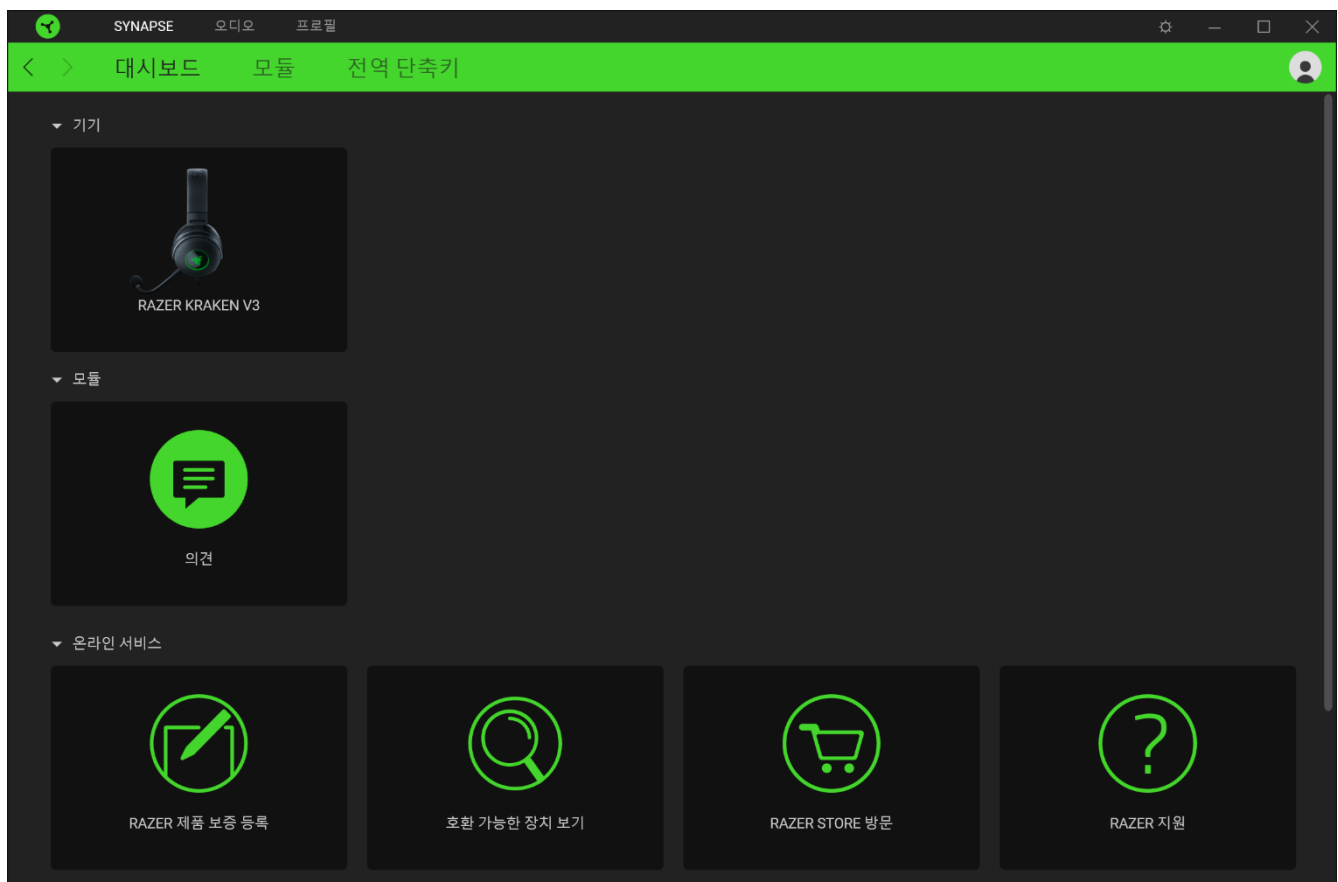 SYNAPSE 오디오 프로필
대시보드 모듈 전역 단축키
기기
RAZER KRAKEN V3
모듈
의견
온라인 서비스
RAZER 제품 보증 등록
호환 가능한 장치 보기
RAZER STORE 방문
RAZER 지원